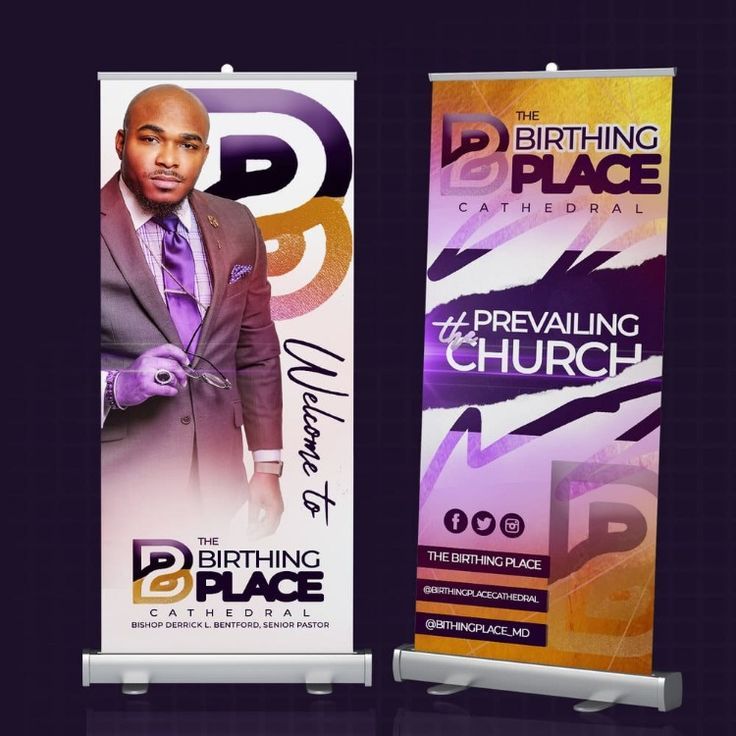 Welcome to
THE
BIRTHING
PLACE
CATHEDRAL
BISHOP DERRICK L. BENTFORD, SENIOR PASTOR
THE
BIRTHING
PLACE
CATHEDRAL
the PREVAILING
CHURCH
THE BIRTHING PLACE
@BIRTHINGPLACECATHEDRAL
@BITHINGPLACE_MD